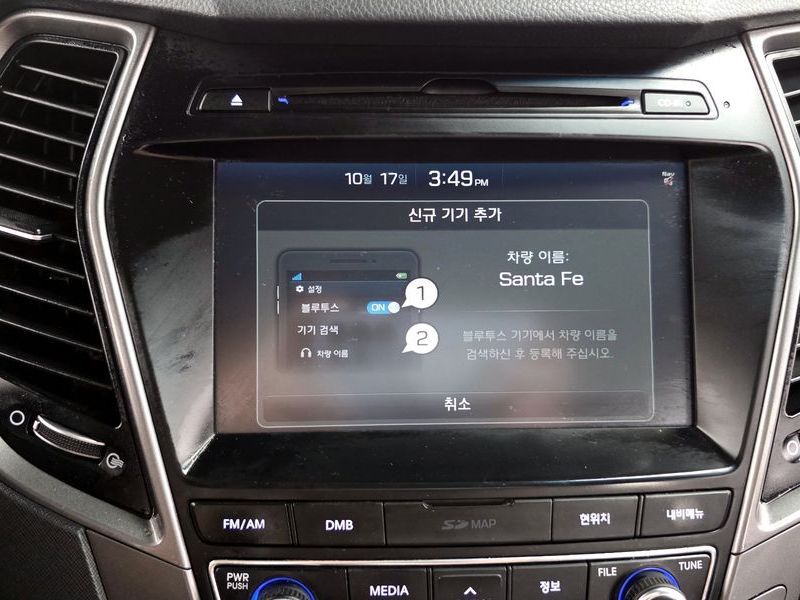 CD-IN
10월 17일 3:49 PM
Nav
신규 기기 추가
설정
블루투스 ON
1
기기 검색
2
차량 이름
차량 이름:
Santa Fe
블루투스 기기에서 차량 이름을
검색하신 후 등록해 주십시오.
취소
FM/AM DMB SD MAP 현위치 내비메뉴
PWR
PUSH
MEDIA 정보 FILE TUNE